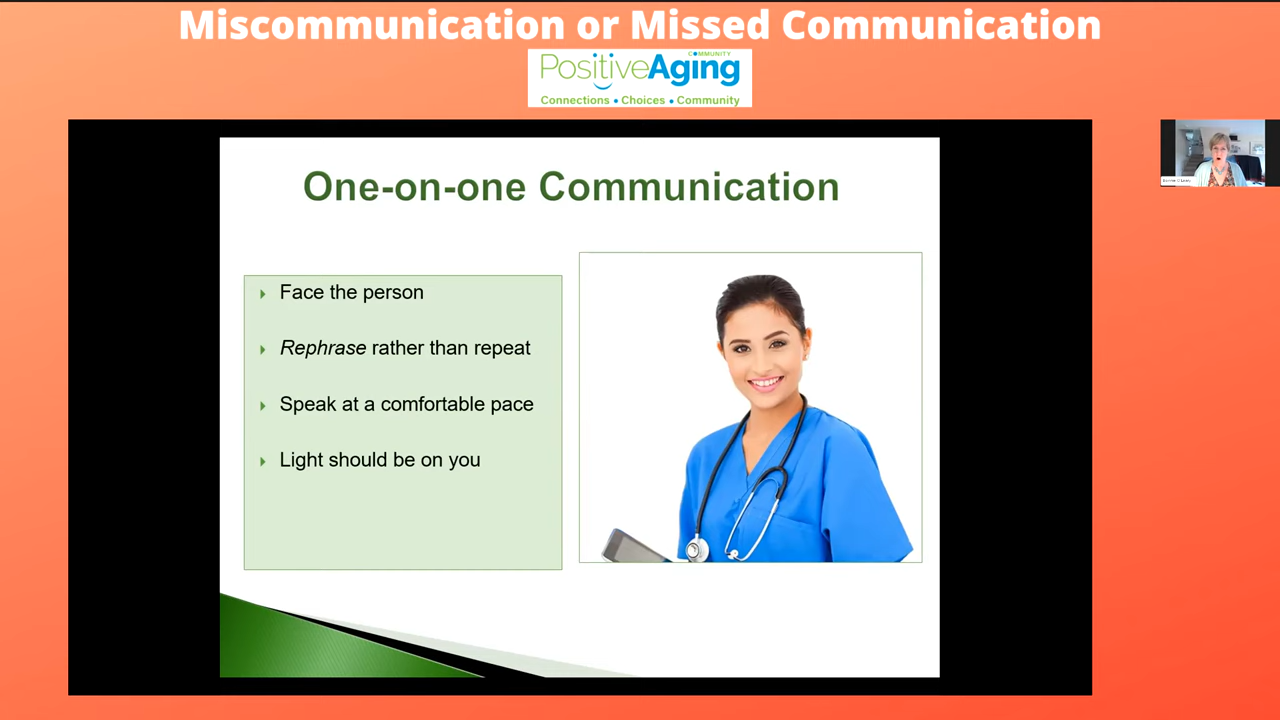 Miscommunication or Missed Communication
COMMUNITY
PositiveAging
Connections • Choices • Community
One-on-one Communication
Face the person
Rephrase rather than repeat
Speak at a comfortable pace
Light should be on you